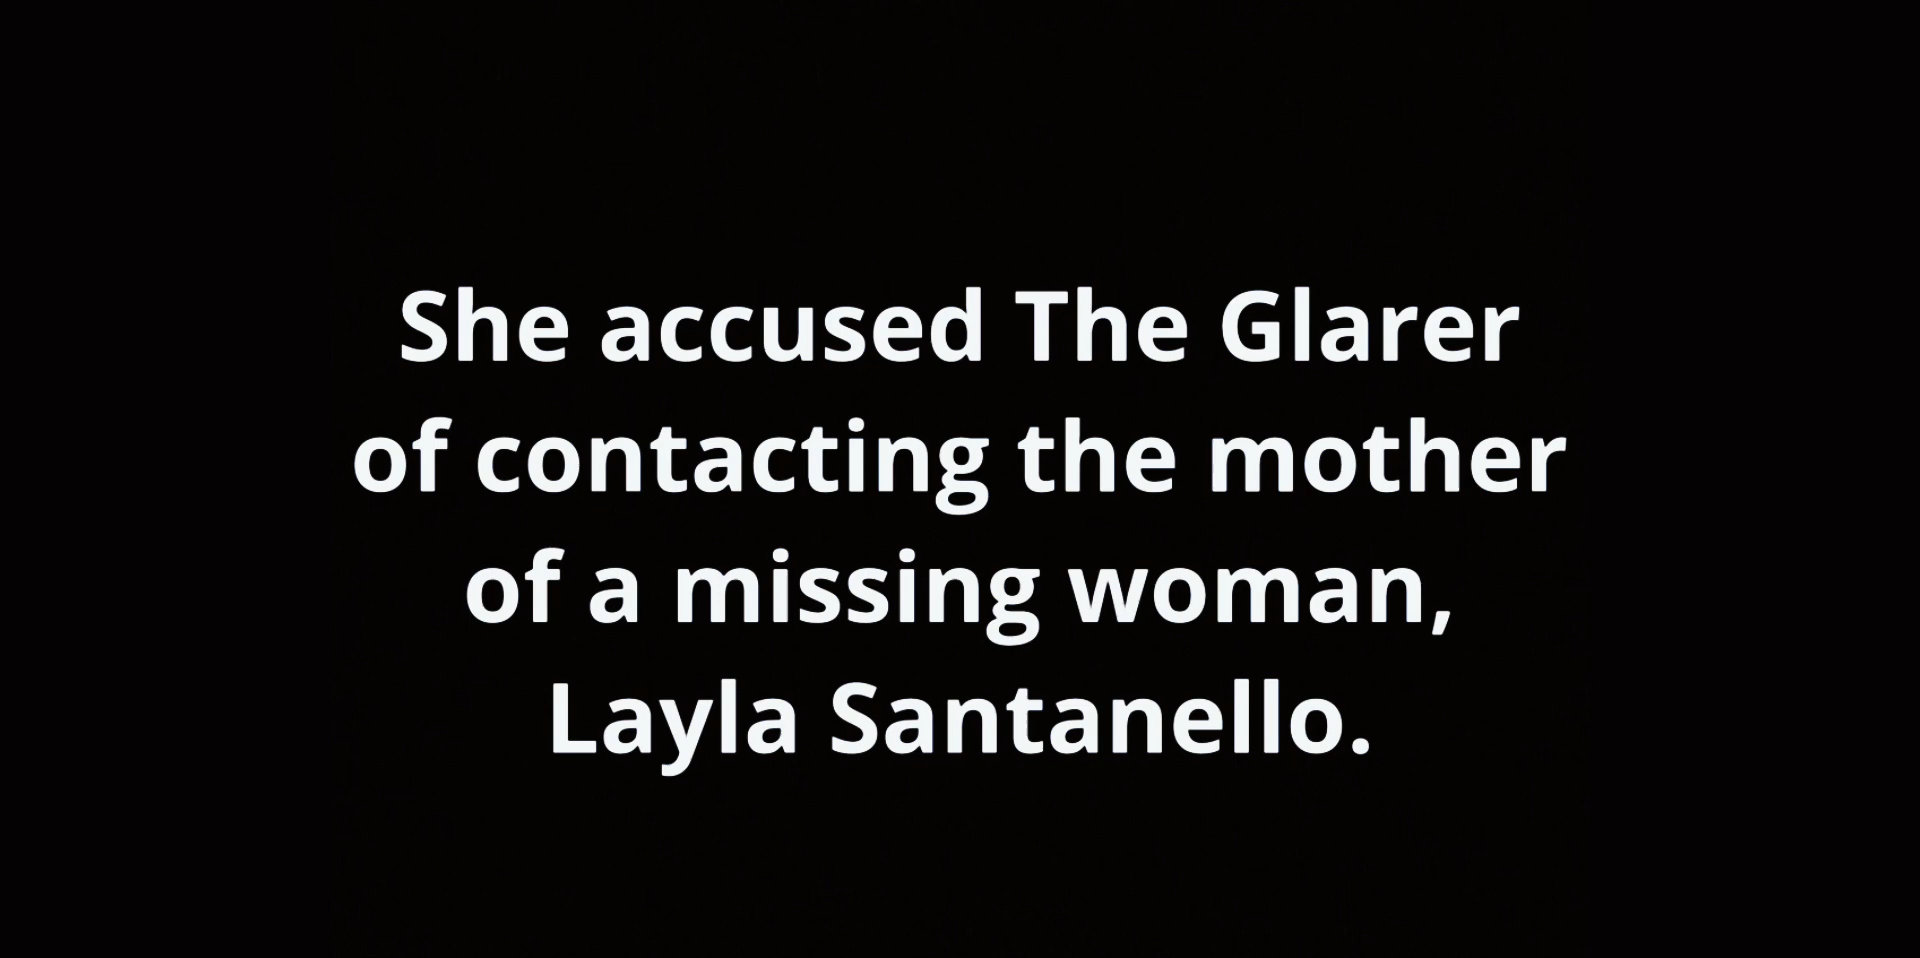 She accused The Glarer
of contacting the mother
of a missing woman,
Layla Santanello.